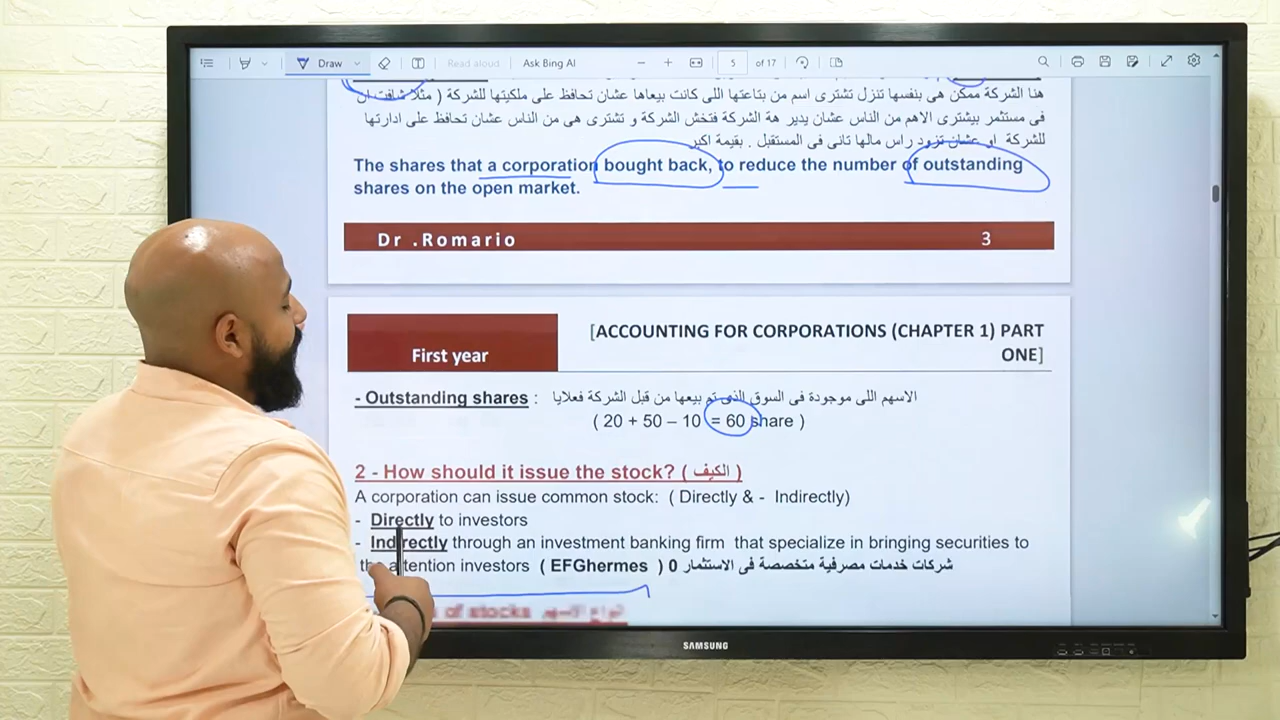 Draw
Read aloud
Ask Bing AI
5
of 17
هنا الشركة ممكن هى بنفسها تنزل تشترى اسم من بتاعتها اللى كانت بيعاها عشان تحافظ على ملكيتها للشركة ( مثلا شافت ان
فى مستثمر بيشترى الاهم من الناس عشان يدير هة الشركة فتخش الشركة و تشترى هى من الناس عشان تحافظ على ادارتها
للشركة او عشان تزود راس مالها تانى فى المستقبل . بقيمة اكبر
The shares that a corporation bought back, to reduce the number of outstanding
shares on the open market.
Dr .Romario
3
First year
[ACCOUNTING FOR CORPORATIONS (CHAPTER 1) PART
ONE]
- Outstanding shares : الاسهم اللى موجودة فى السوق الذى تم بيعها من قبل الشركة فعلايا
( 20 + 50 – 10 = 60 share )
2 - How should it issue the stock? ( الكيف )
A corporation can issue common stock: ( Directly & - Indirectly)
- Directly to investors
- Indirectly through an investment banking firm that specialize in bringing securities to
the attention investors ( EFGhermes ) 0 شركات خدمات مصرفية متخصصة فى الاستثمار
of stocks انواع الاسهم
SAMSUNG